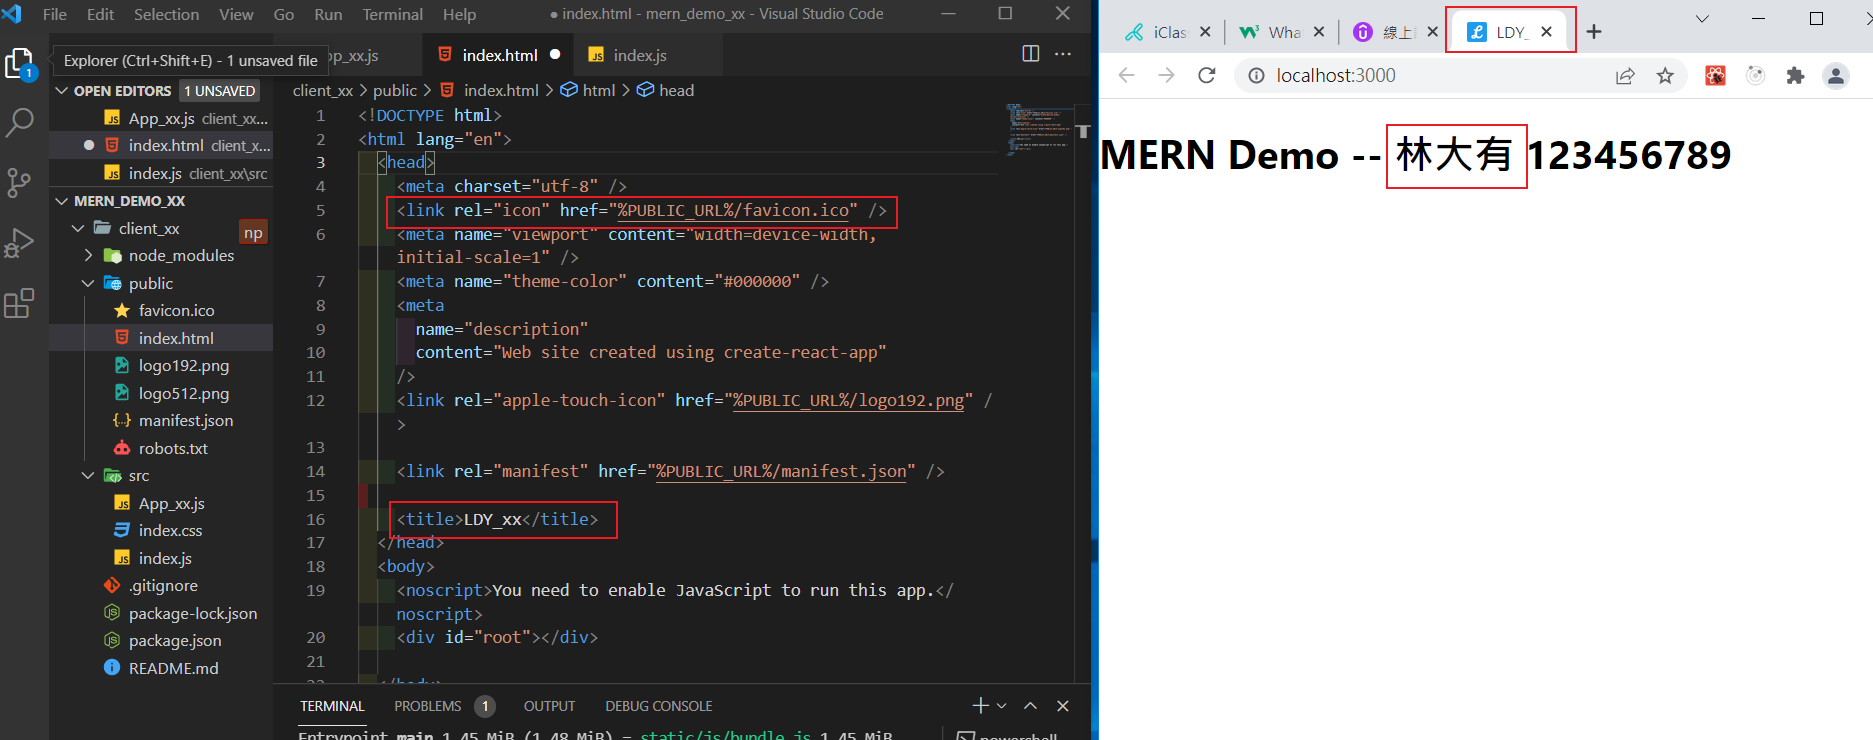 File Edit Selection View Go Run Terminal Help
● index.html - mern_demo_xx - Visual Studio Code
Explorer (Ctrl+Shift+E) - 1 unsaved file
1
OPEN EDITORS 1 UNSAVED
App_xx.js client_xx...
index.html client_x...
index.js client_xx\src
MERN_DEMO_XX
client_xx
np
node_modules
public
favicon.ico
index.html
logo192.png
logo512.png
manifest.json
robots.txt
src
App_xx.js
index.css
index.js
.gitignore
package-lock.json
package.json
README.md
pp_xx.js index.html ● index.js
client_xx > public > index.html > html > head
1 <!DOCTYPE html>
2 <html lang="en">
3 <head>
4 <meta charset="utf-8" />
5 <link rel="icon" href="%PUBLIC_URL%/favicon.ico" />
6 <meta name="viewport" content="width=device-width,
initial-scale=1" />
7 <meta name="theme-color" content="#000000" />
8 <meta
9 name="description"
10 content="Web site created using create-react-app"
11 />
12 <link rel="apple-touch-icon" href="%PUBLIC_URL%/logo192.png" /
>
13
14 <link rel="manifest" href="%PUBLIC_URL%/manifest.json" />
15
16 <title>LDY_xx</title>
17 </head>
18 <body>
19 <noscript>You need to enable JavaScript to run this app.</
noscript>
20 <div id="root"></div>
21
22 </body>
TERMINAL PROBLEMS 1 OUTPUT DEBUG CONSOLE
Entrypoint main 1.45 MiB (1.48 MiB) = static/js/bundle.js 1.45 MiB
powershell
iClas Wha 線上 LDY_
localhost:3000
MERN Demo -- 林大有 123456789